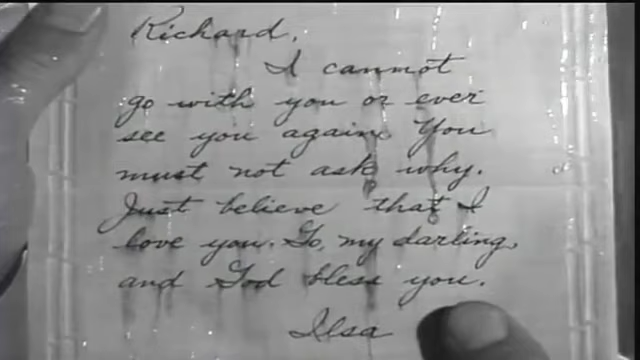 Richard,
I cannot
go with you or ever
see you again. You
must not ask why.
Just believe that I
love you. Go, my darling,
and God bless you.
Ilsa